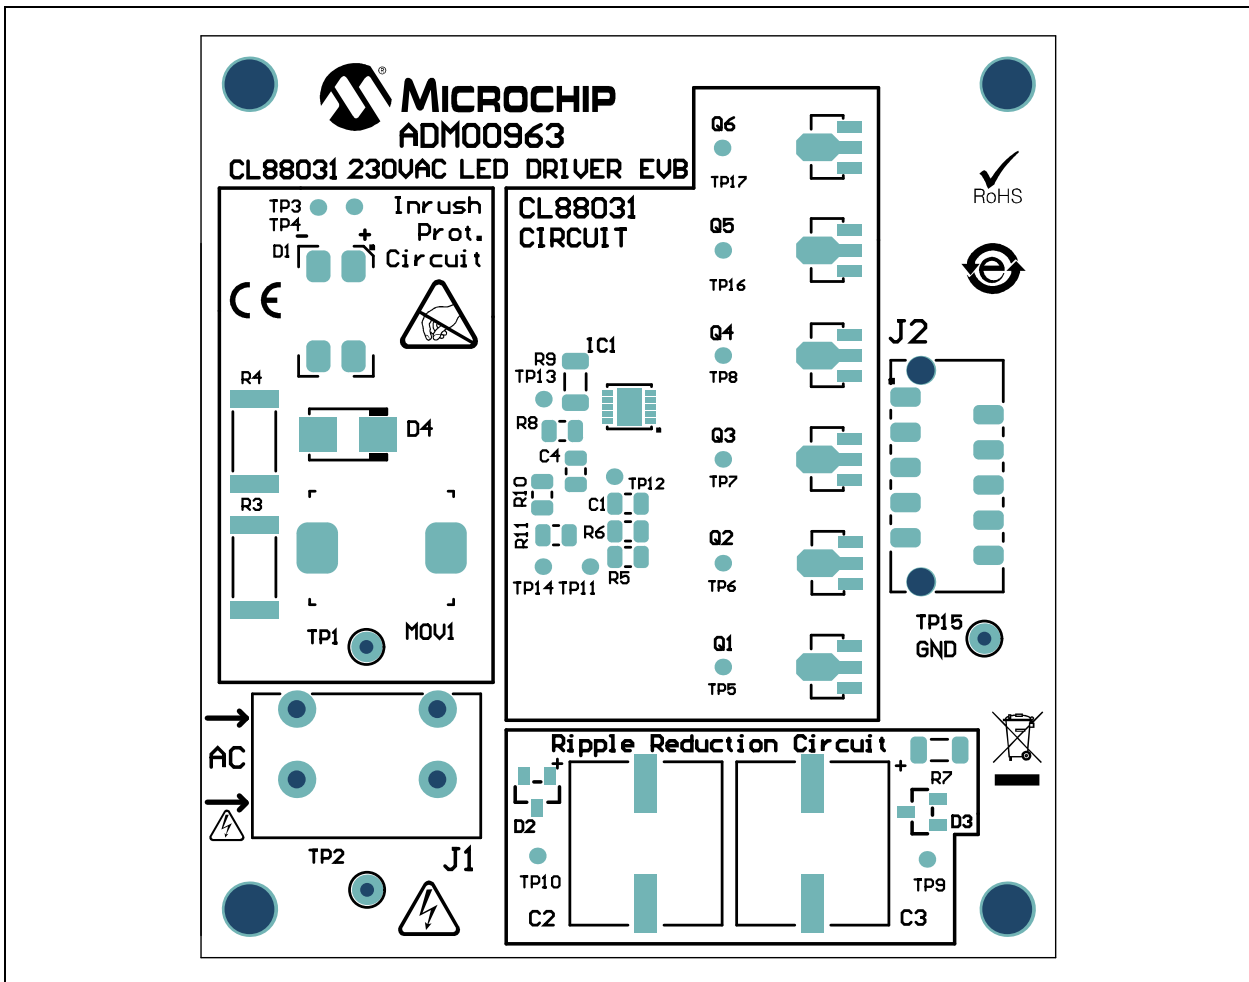 MICROCHIP ®
ADM00963
CL88031 230VAC LED DRIVER EVB
TP3
TP4
- +
D1
Inrush
Prot.
Circuit
CE
R4
D4
R3
TP1
MOV1
AC
TP2
J1
CL88031
CIRCUIT
Q6
TP17
Q5
TP16
Q4
TP8
Q3
TP7
Q2
TP6
Q1
TP5
R9
IC1
TP13
R8
C4
R10
TP12
C1
R11
R6
R5
TP14
TP11
RoHS
e
J2
TP15
GND
Ripple Reduction Circuit
+
D2
TP10
C2
+
R7
D3
TP9
C3